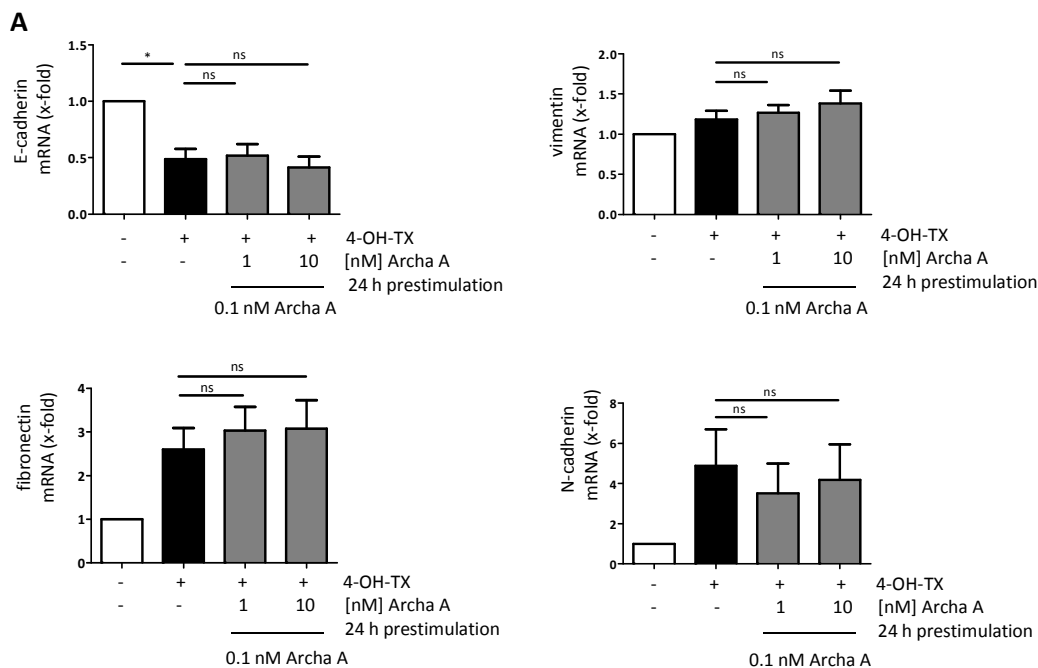 A
E-cadherin
mRNA (x-fold)
1.5
1.0
0.5
0.0
*
ns
ns
- + + + 4-OH-TX
- - 1 10 [nM] Archa A
24 h prestimulation
0.1 nM Archa A
vimentin
mRNA (x-fold)
2.0
1.5
1.0
0.5
0.0
ns
ns
- + + + 4-OH-TX
- - 1 10 [nM] Archa A
24 h prestimulation
0.1 nM Archa A
fibronectin
mRNA (x-fold)
4
3
2
1
0
ns
ns
- + + + 4-OH-TX
- - 1 10 [nM] Archa A
24 h prestimulation
0.1 nM Archa A
N-cadherin
mRNA (x-fold)
8
6
4
2
0
ns
ns
- + + + 4-OH-TX
- - 1 10 [nM] Archa A
24 h prestimulation
0.1 nM Archa A